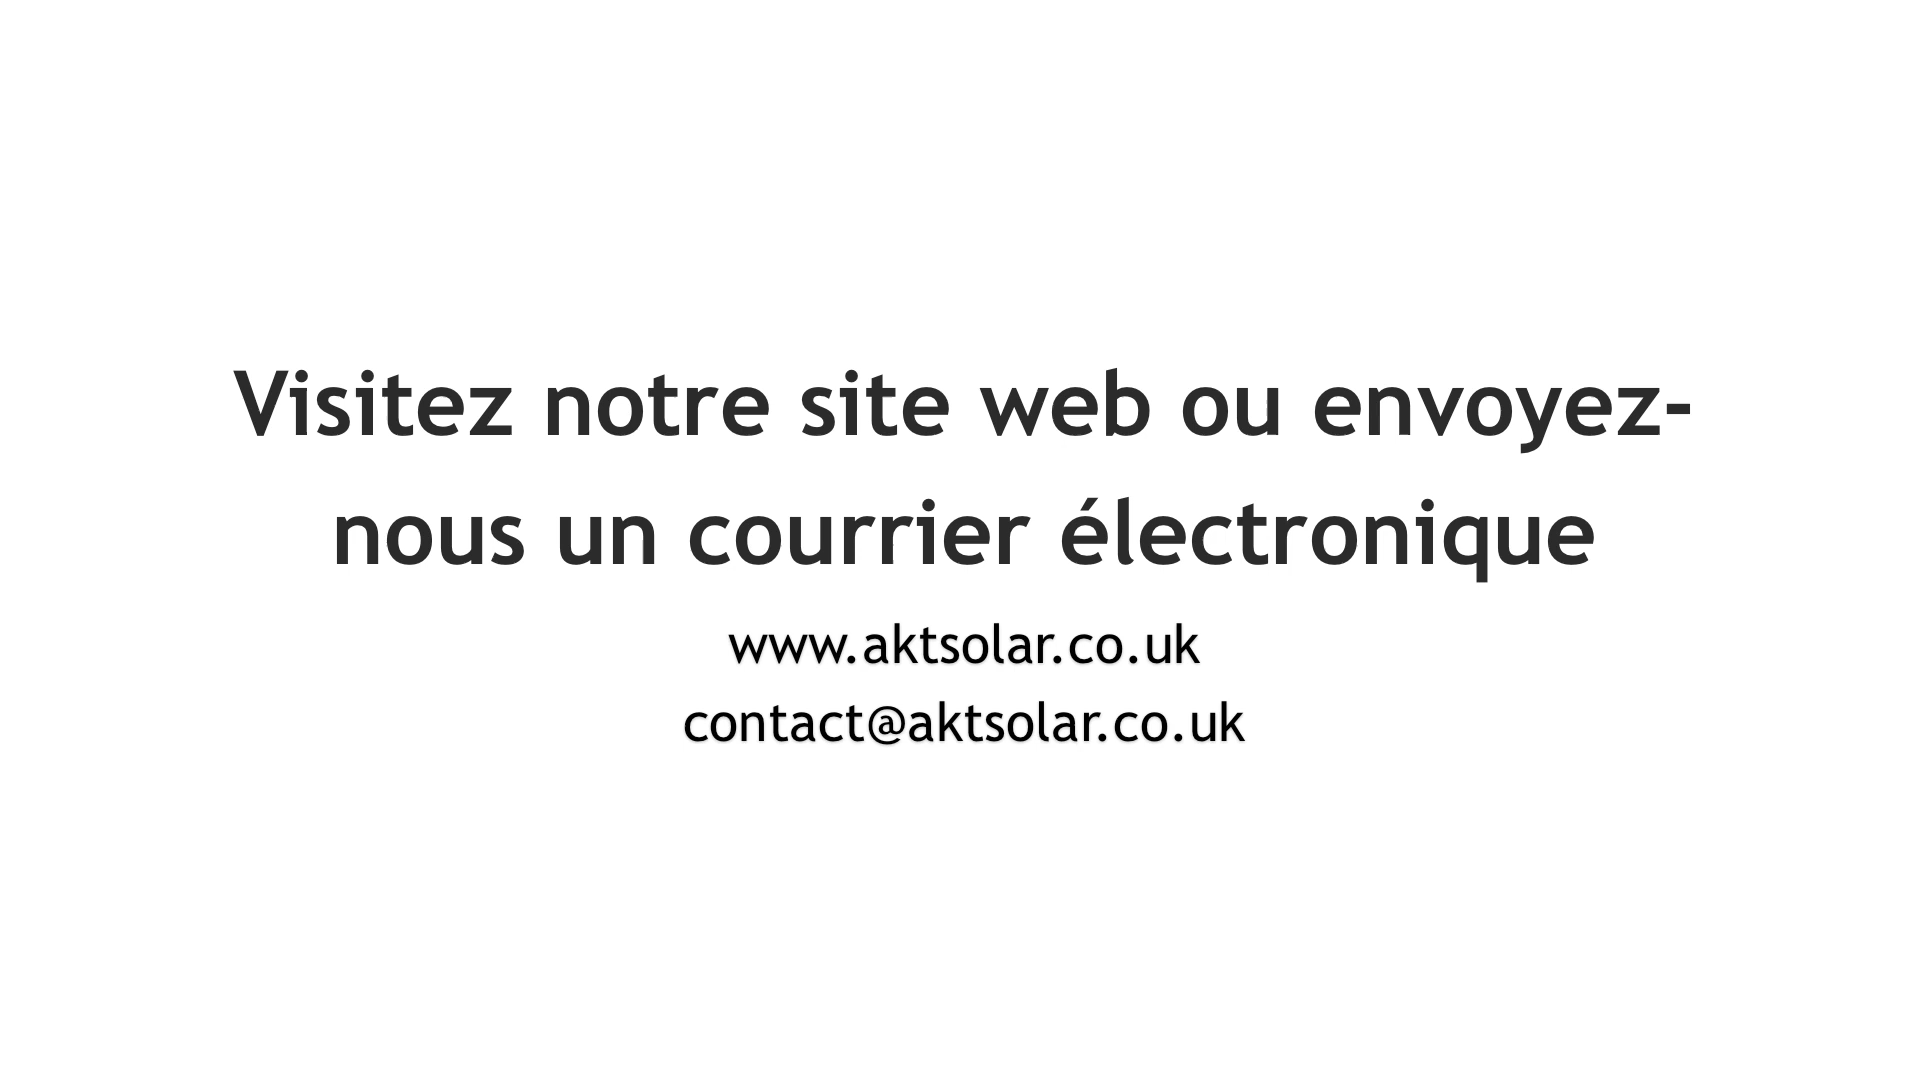 Visitez notre site web ou envoyez-
nous un courrier électronique
www.aktsolar.co.uk
contact@aktsolar.co.uk